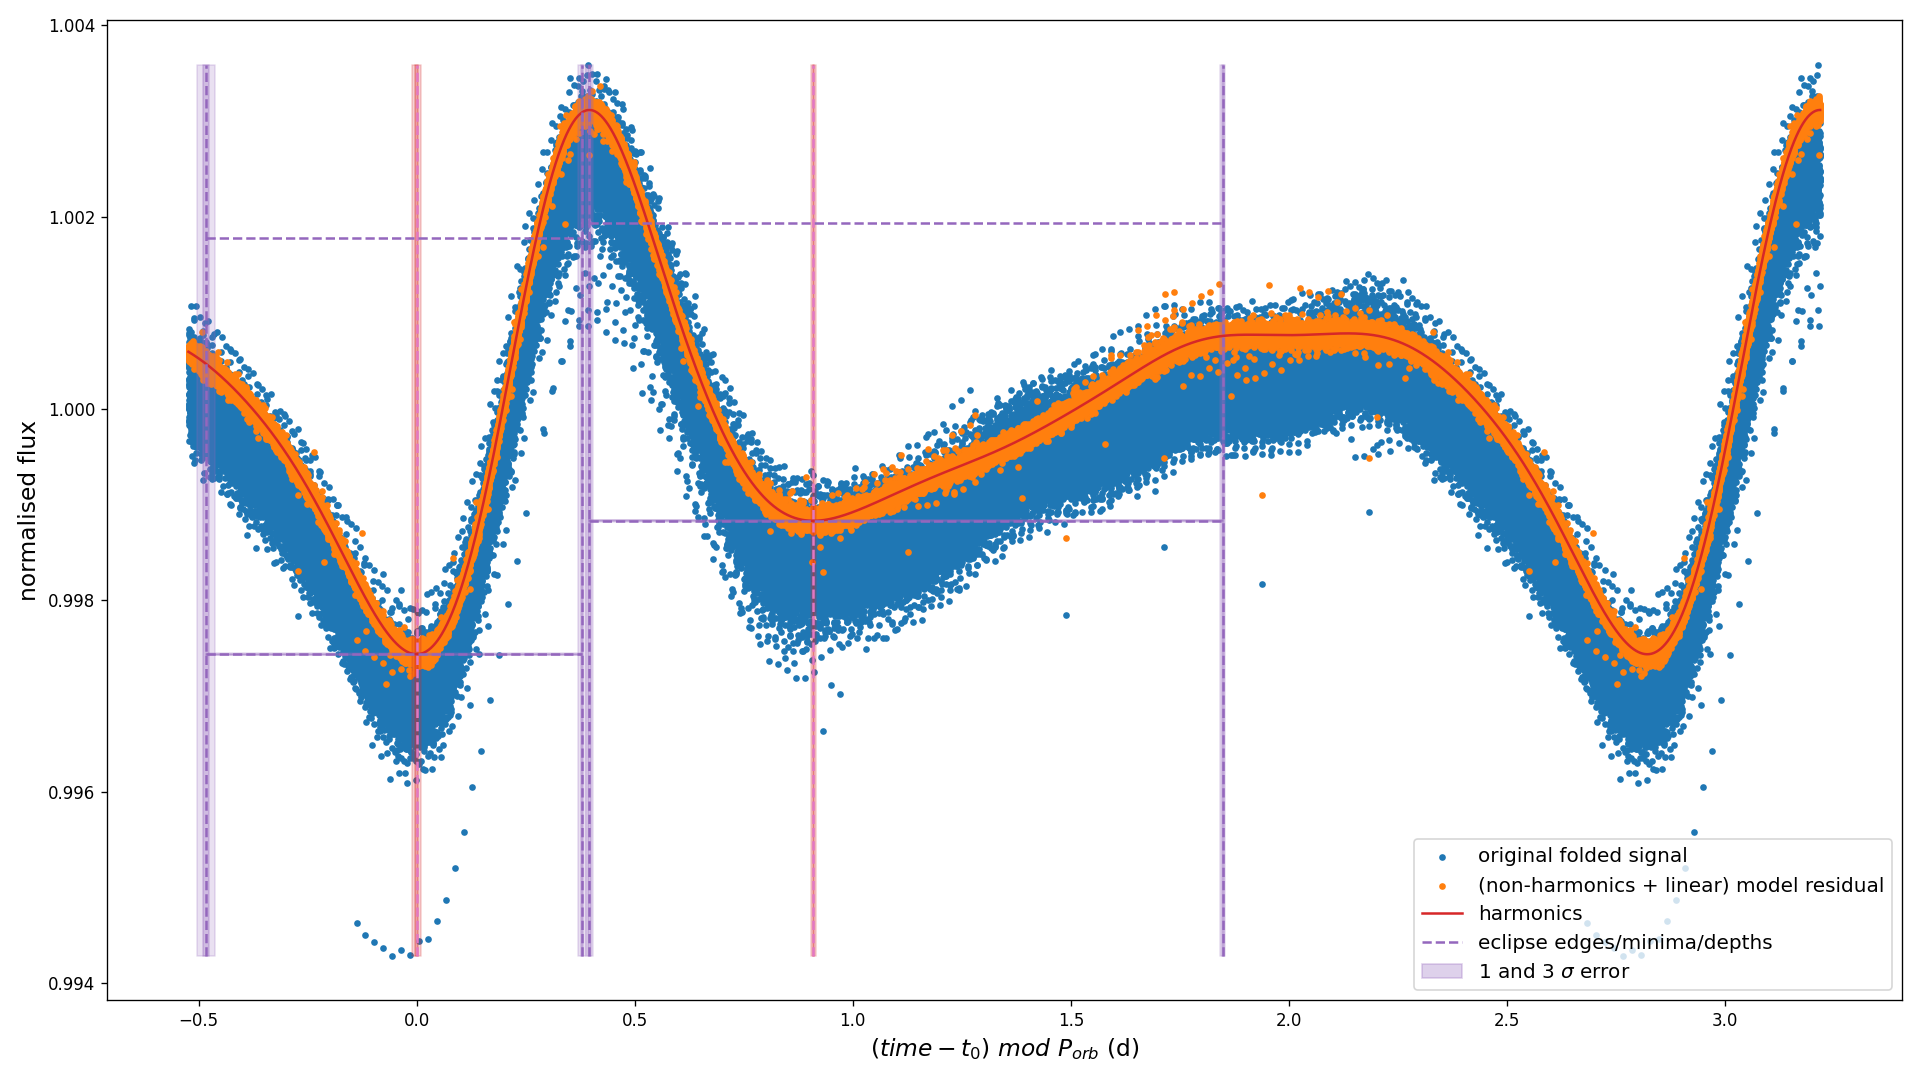 normalised flux
1.004
1.002
1.000
0.998
0.996
0.994
−0.5
0.0
0.5
1.0
1.5
2.0
2.5
3.0
(time − t₀) mod Pₒᵣb (d)
original folded signal
(non-harmonics + linear) model residual
harmonics
eclipse edges/minima/depths
1 and 3 σ error